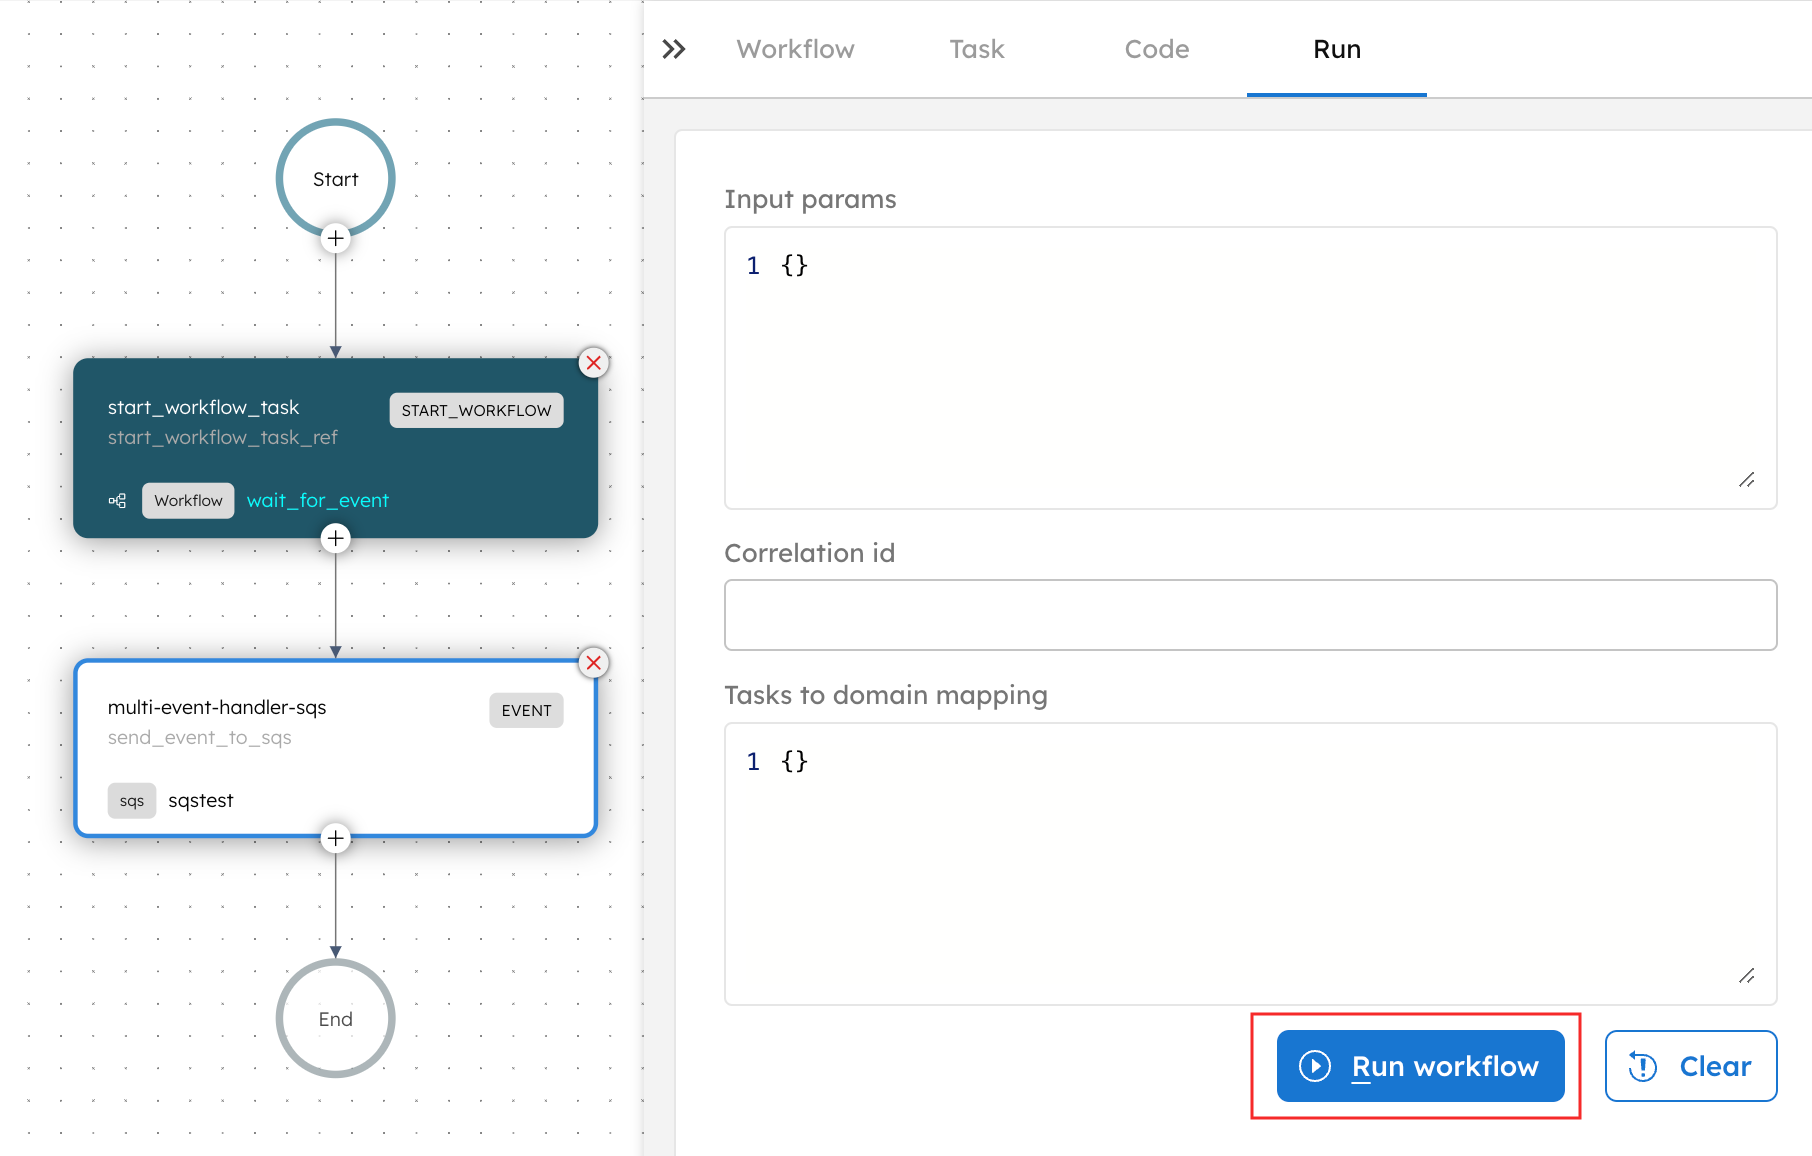 Start
start_workflow_task
START_WORKFLOW
start_workflow_task_ref
Workflow wait_for_event
multi-event-handler-sqs
EVENT
send_event_to_sqs
sqs sqstest
End
Workflow Task Code Run
Input params
1 {}
Correlation id
Tasks to domain mapping
1 {}
Run workflow
Clear